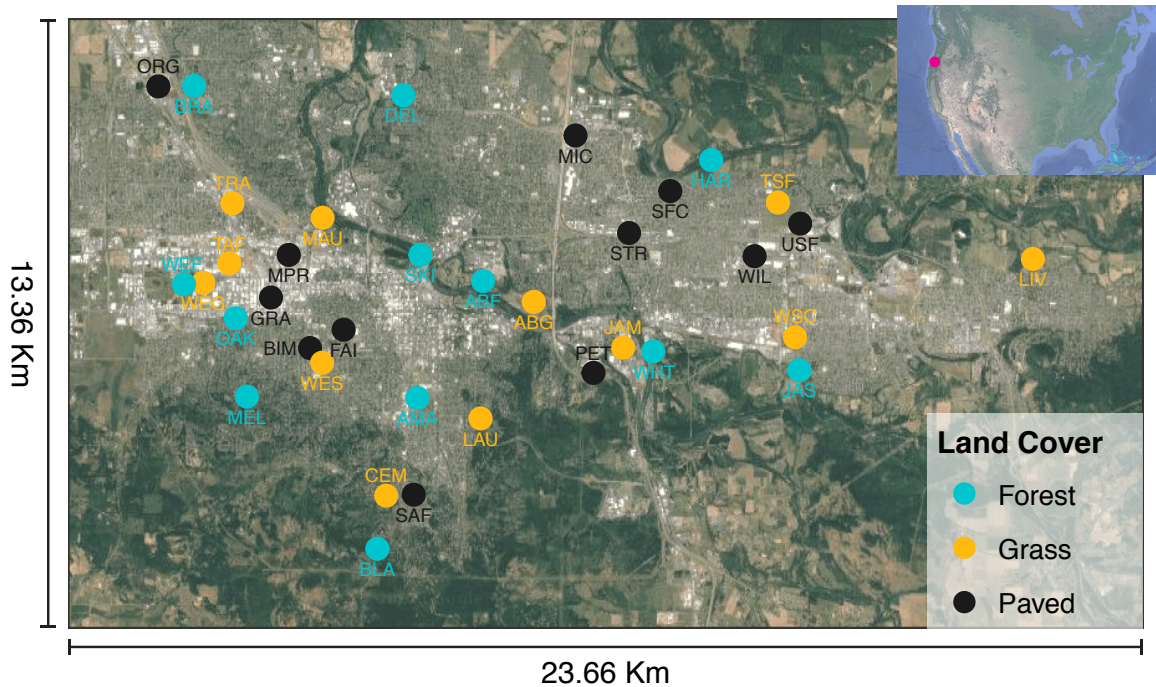 ORG
BRA
DEL
MIC
HAR
TRA
TSF
SFC
MAU
USF
STR
TAF
MPR
WEF
SKI
WIL
LIV
WEG
ABF
GRA
ABG
OAK
WSC
JAM
BIM
FAI
PET
WHT
WES
JAS
MEL
AMA
LAU
CEM
SAF
BLA
13.36 Km
23.66 Km
Land Cover
Forest
Grass
Paved